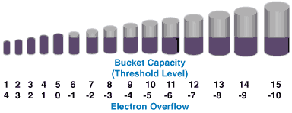 Bucket Capacity
(Threshold Level)
1 2 3 4 5 6 7 8 9 10 11 12 13 14 15
4 3 2 1 0 -1 -2 -3 -4 -5 -6 -7 -8 -9 -10
Electron Overflow